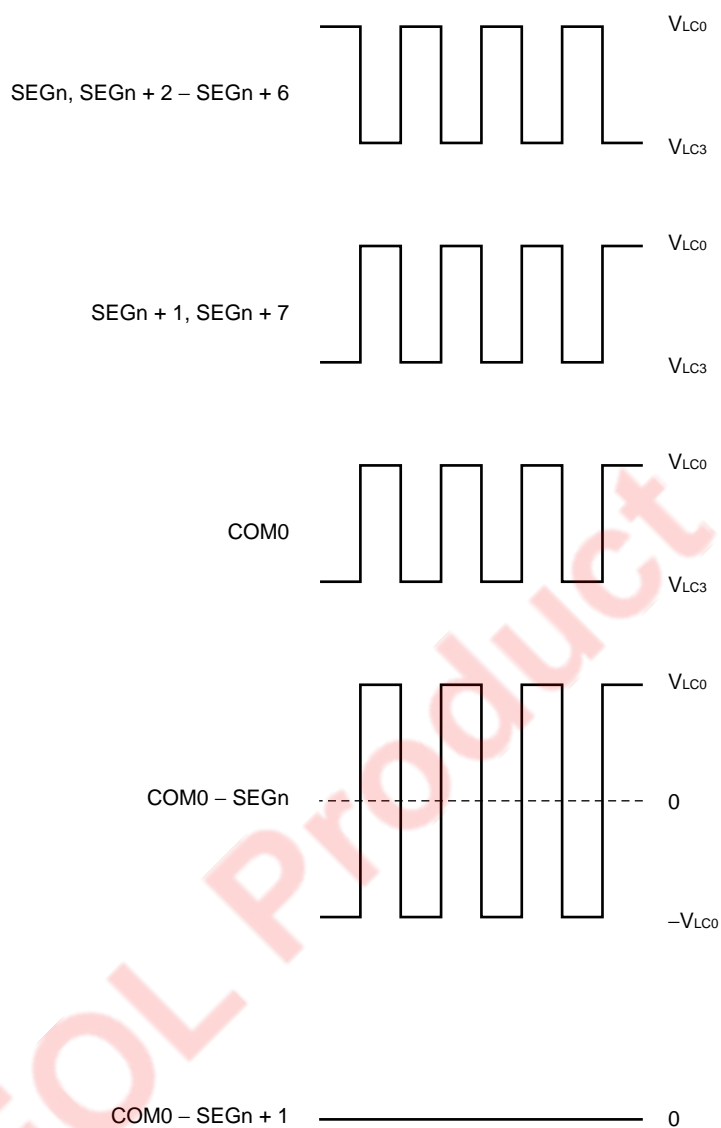 VLC0
SEGn, SEGn + 2 – SEGn + 6
VLC3
VLC0
SEGn + 1, SEGn + 7
VLC3
VLC0
COM0
VLC3
VLC0
COM0 – SEGn
0
–VLC0
COM0 – SEGn + 1
0
EOL Product